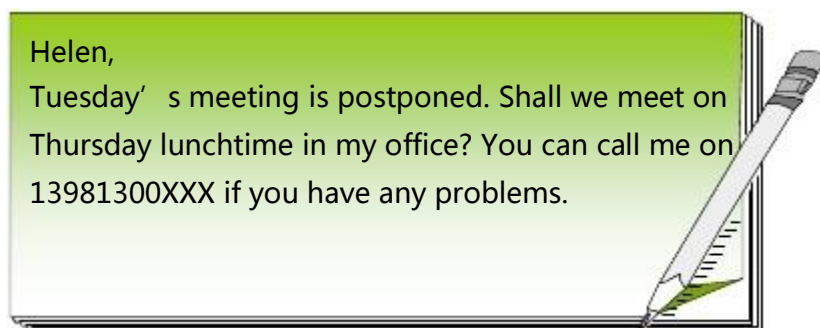 Helen,
Tuesday’s meeting is postponed. Shall we meet on
Thursday lunchtime in my office? You can call me on
13981300XXX if you have any problems.